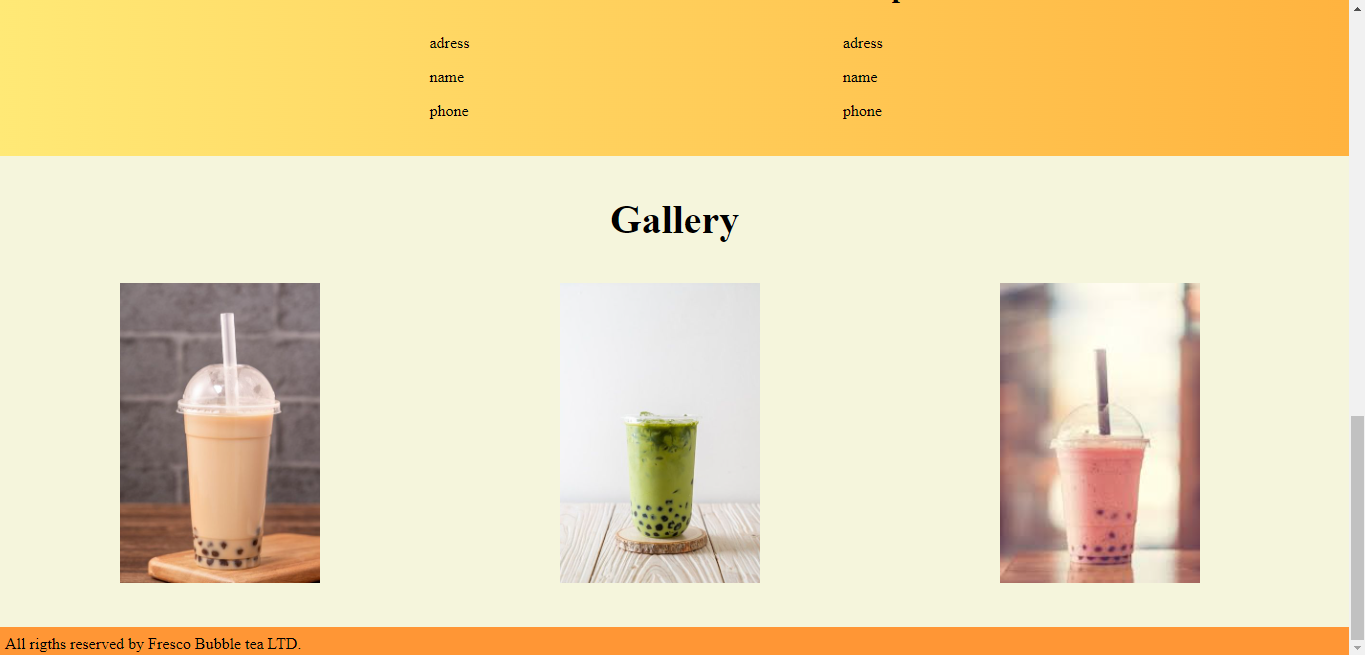 adress
name
phone
adress
name
phone
Gallery
All rigths reserved by Fresco Bubble tea LTD.